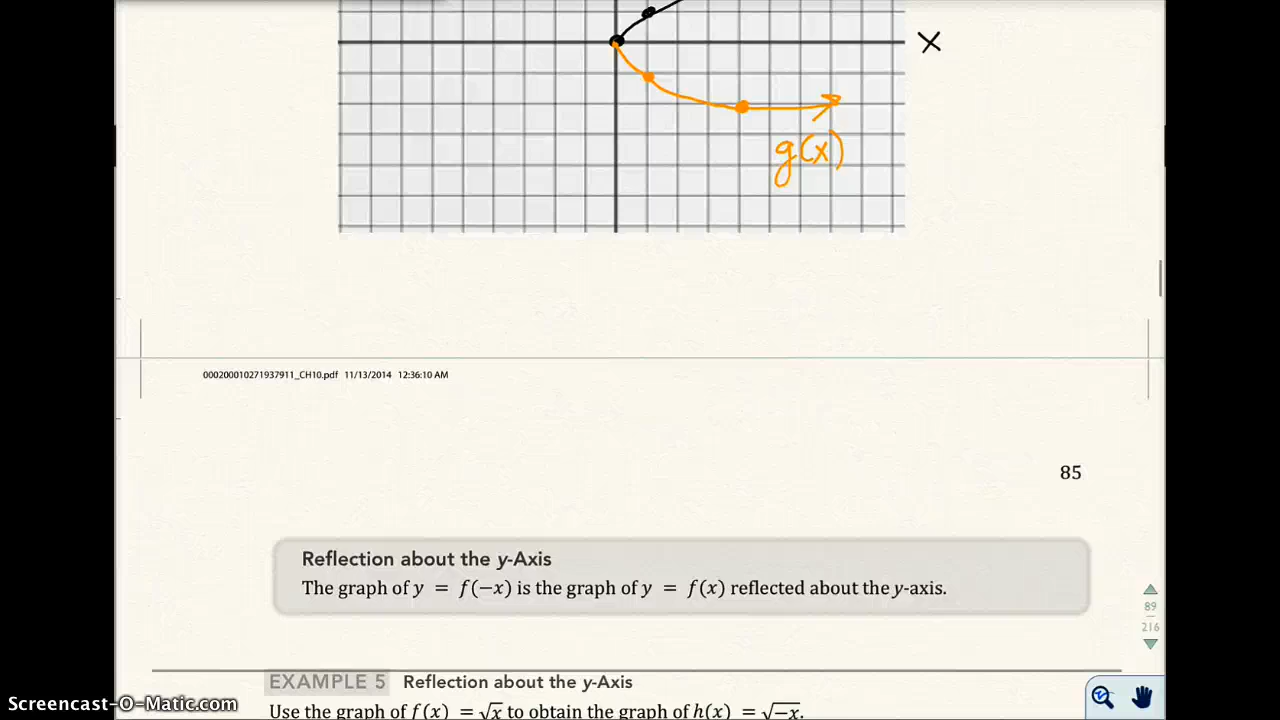 x
g(x)
000200010271937911_CH10.pdf 11/13/2014 12:36:10 AM
85
Reflection about the y-Axis
The graph of y = f(−x) is the graph of y = f(x) reflected about the y-axis.
89
216
EXAMPLE 5 Reflection about the y-Axis
Use the graph of f(x) = √x to obtain the graph of h(x) = √−x.
Screencast-O-Matic.com